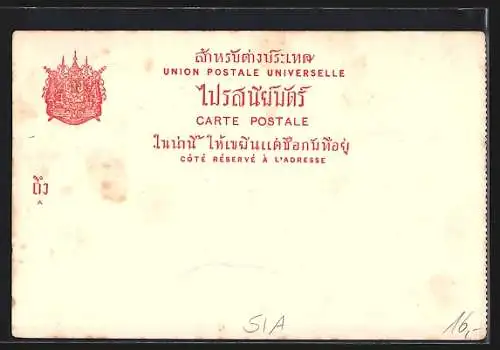 สำหรับต่างประเทศ
UNION POSTALE UNIVERSELLE
ไปรสนียบัตร์
CARTE POSTALE
ในน่านี้ ให้เขยีนแต่ชื่อกับที่อยู่
CÔTÉ RÉSERVÉ À L'ADRESSE
ถึง
SIA
16,-